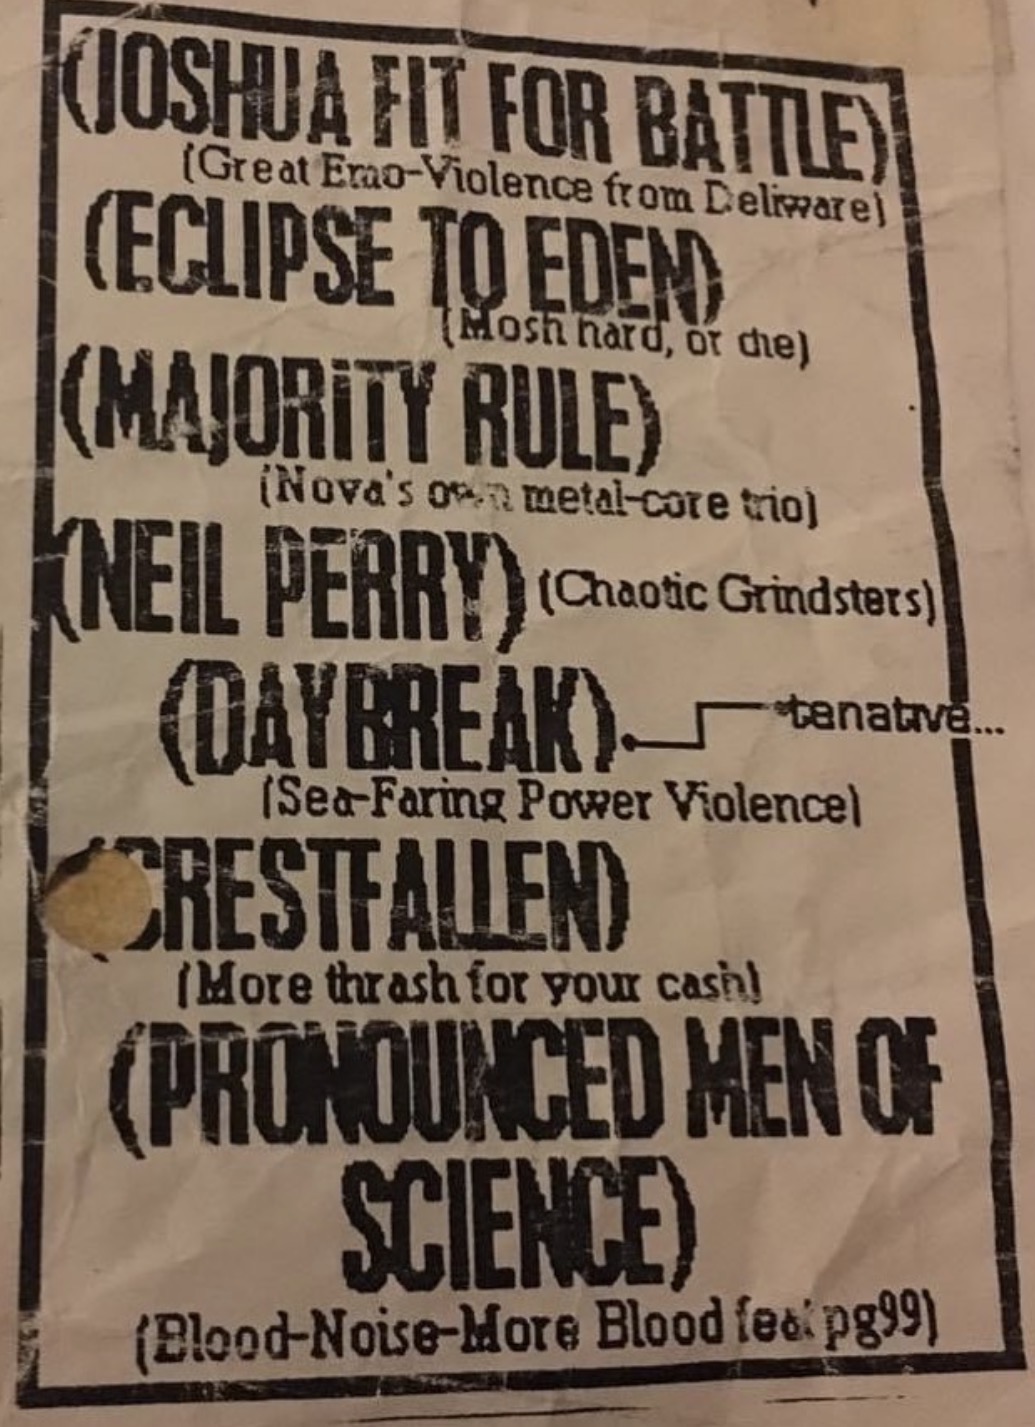 (JOSHUA FIT FOR BATTLE)
(Great Emo-Violence from Deliware)
(ECLIPSE TO EDEN)
(Mosh hard, or die)
(MAJORiTY RULE)
(Nova's own metal-core trio)
(NEIL PERRY) (Chaotic Grindsters)
(DAYBREAK) tenative...
(Sea-Faring Power Violence)
(CRESTFALLEN)
(More thrash for your cash)
(PRONOUNCED MEN OF
SCIENCE)
(Blood-Noise-More Blood feat pg99)